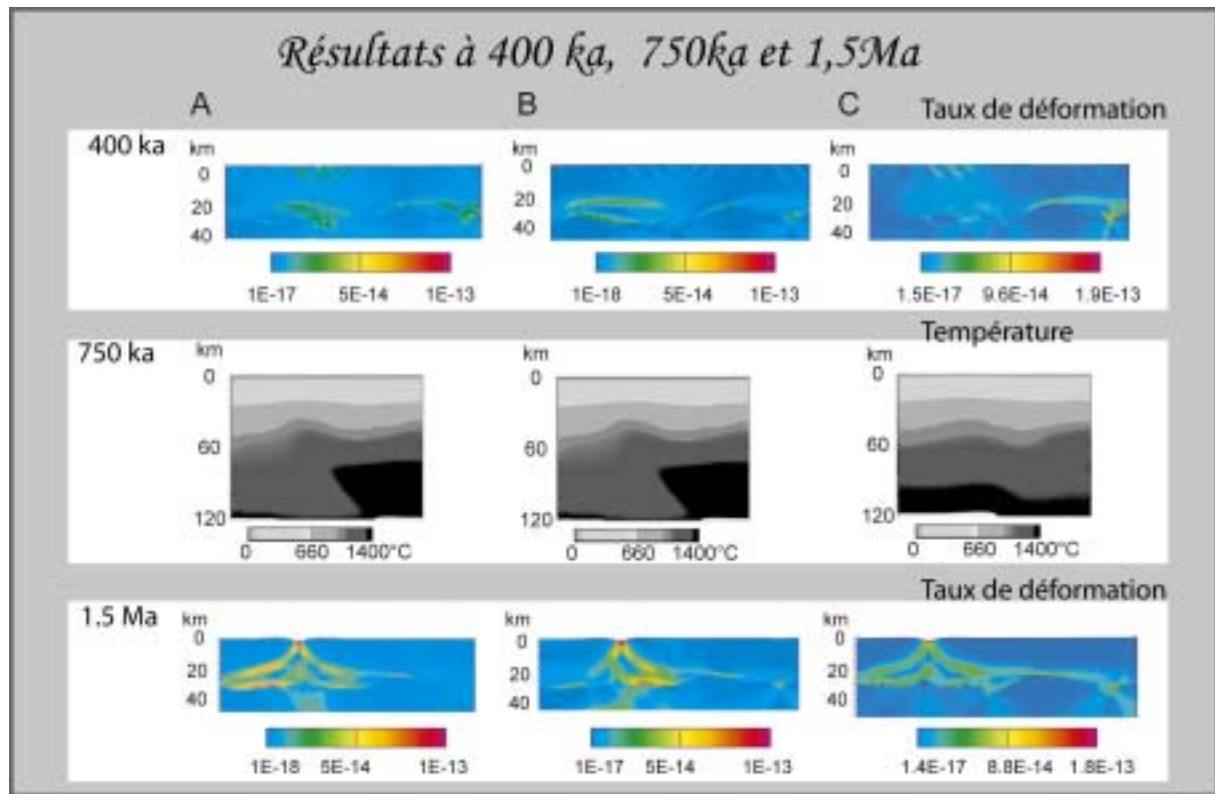 Résultats à 400 ka, 750ka et 1,5Ma
A B C Taux de déformation
400 ka km km km
0 0 0
20 20 20
40 40 40
1E-17 5E-14 1E-13 1E-18 5E-14 1E-13 1.5E-17 9.6E-14 1.9E-13
Température
750 ka km km km
0 0 0
60 60 60
120 120 120
0 660 1400°C 0 660 1400°C 0 660 1400°C
Taux de déformation
1.5 Ma km km km
0 0 0
20 20 20
40 40 40
1E-18 5E-14 1E-13 1E-17 5E-14 1E-13 1.4E-17 8.8E-14 1.8E-13